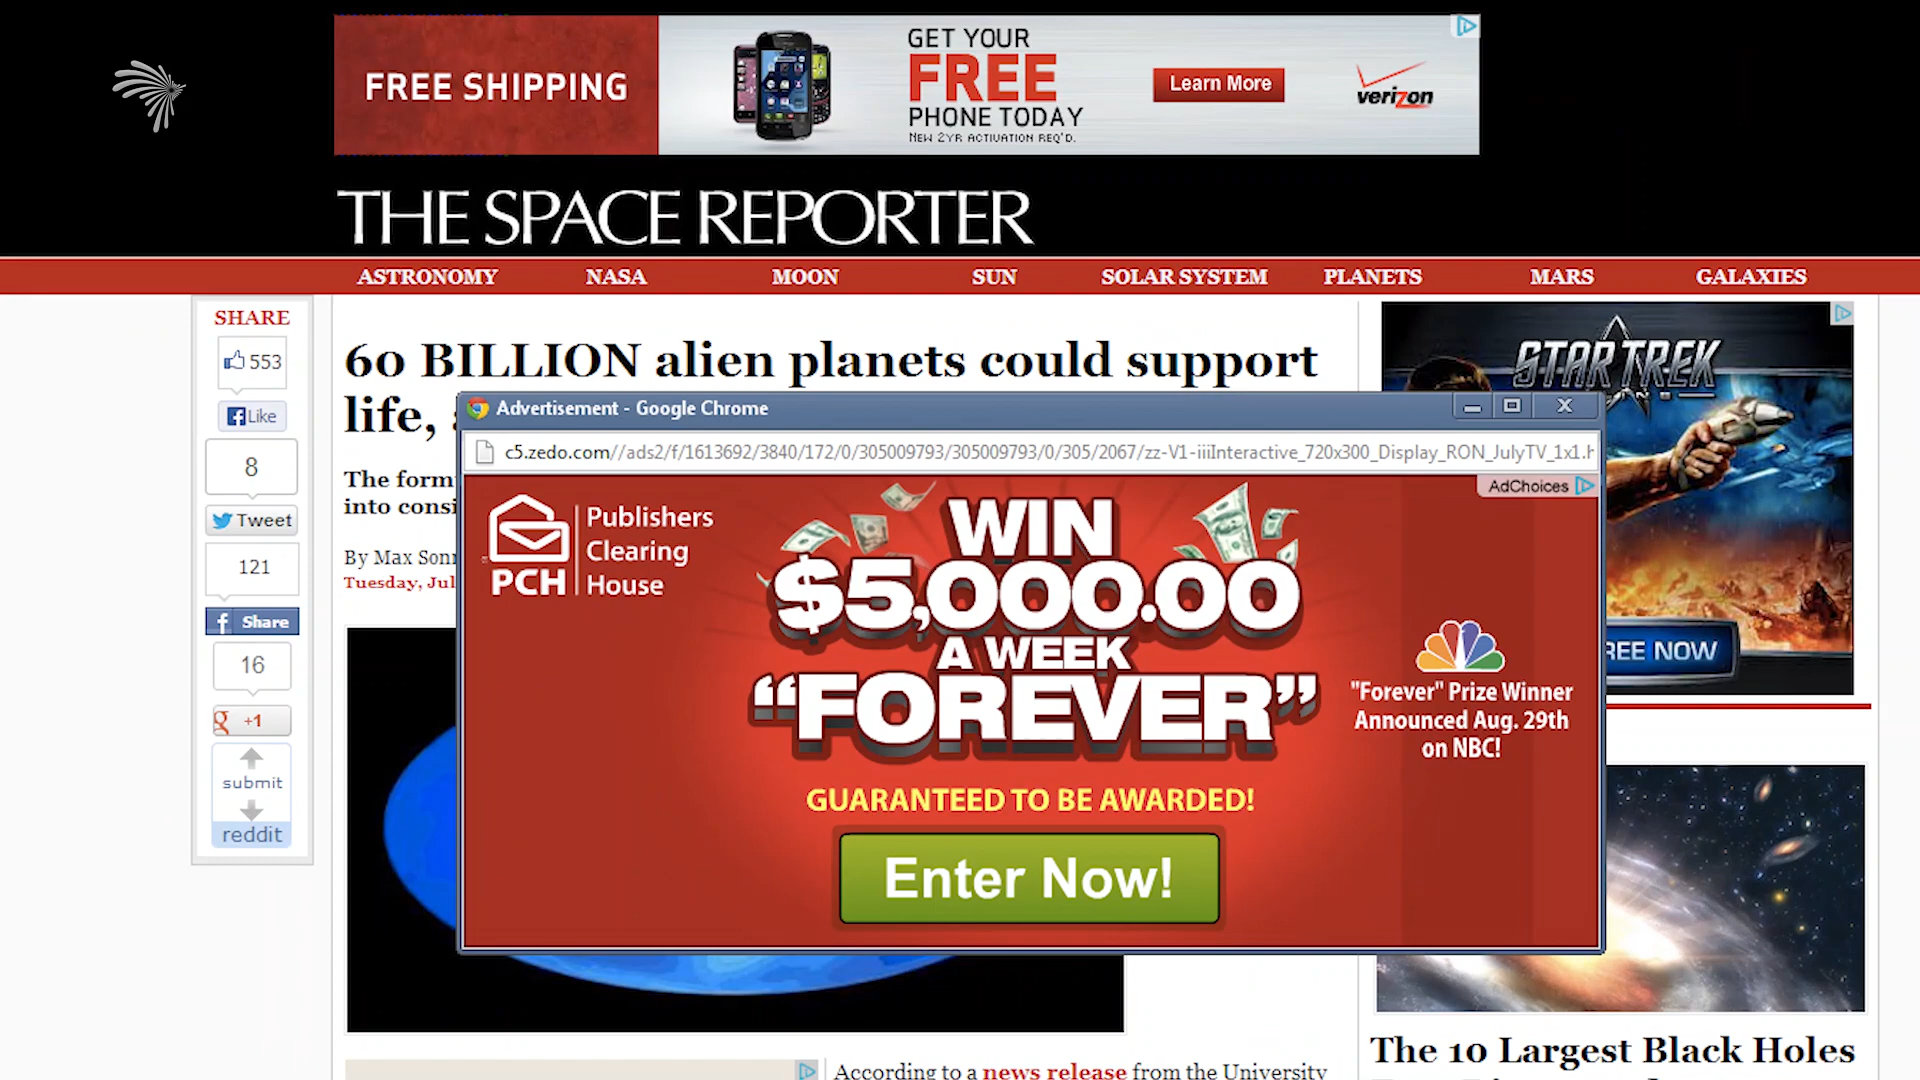 FREE SHIPPING
GET YOUR
FREE
PHONE TODAY
NEW 2YR ACTIVATION REQ'D.
Learn More
verizon
THE SPACE REPORTER
ASTRONOMY NASA MOON SUN SOLAR SYSTEM PLANETS MARS GALAXIES
SHARE
553
Like
8
Tweet
121
Share
16
+1
submit
reddit
60 BILLION alien planets could support
life,
The form
into consi
By Max Sonn
Tuesday, Jul
Advertisement - Google Chrome
c5.zedo.com//ads2/f/1613692/3840/172/0/305009793/305009793/0/305/2067/zz-V1-iiiInteractive_720x300_Display_RON_JulyTV_1x1.h
AdChoices
PCH
Publishers
Clearing
House
WIN
$5,000.00
A WEEK
“FOREVER”
GUARANTEED TO BE AWARDED!
Enter Now!
"Forever" Prize Winner
Announced Aug. 29th
on NBC!
STAR TREK
REE NOW
The 10 Largest Black Holes
According to a news release from the University